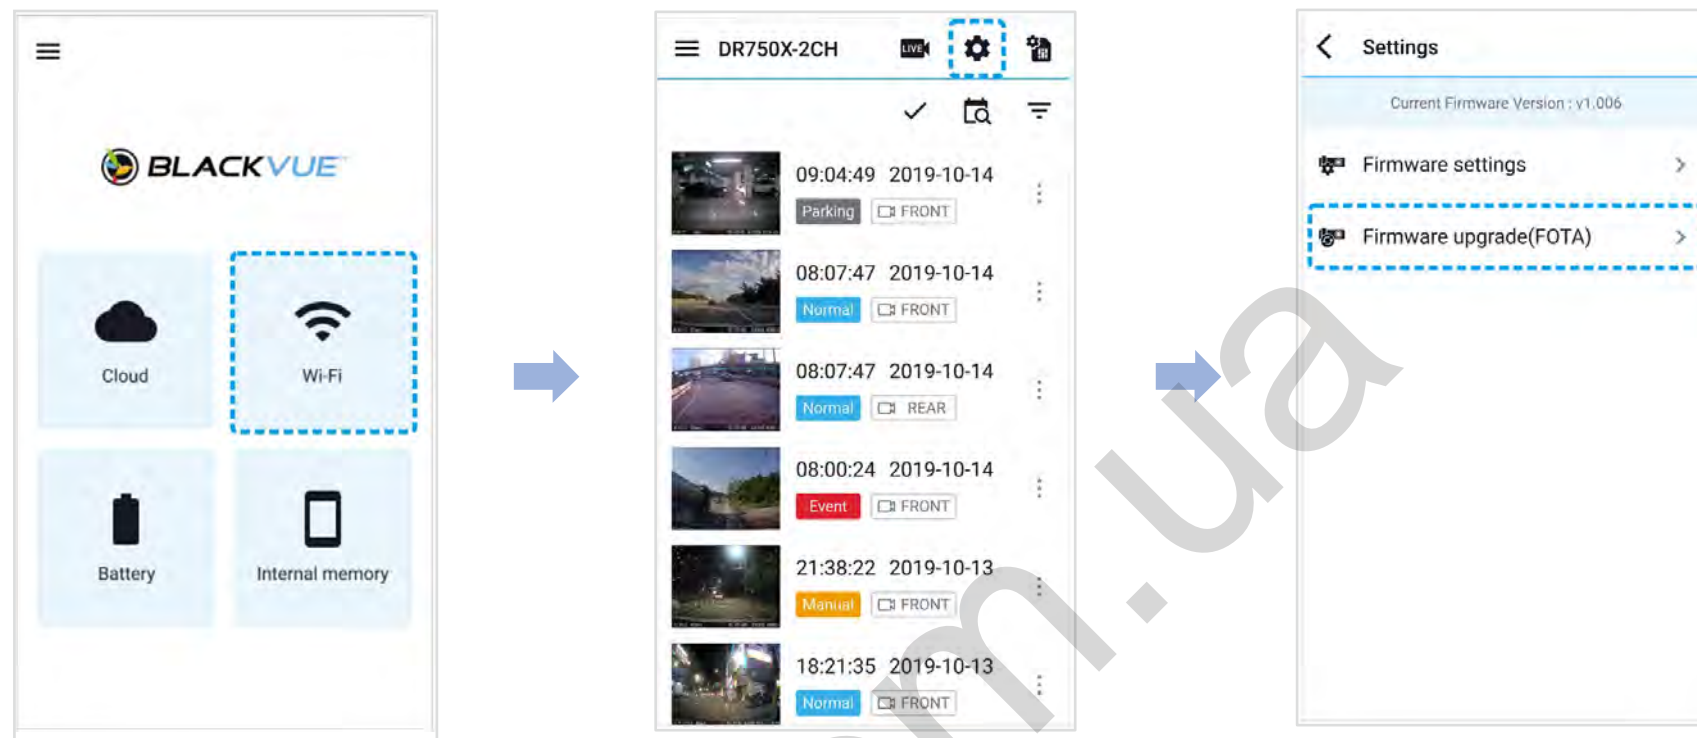 BLACKVUE
Cloud
Wi-Fi
Battery
Internal memory
DR750X-2CH
LIVE
09:04:49 2019-10-14
Parking FRONT
08:07:47 2019-10-14
Normal FRONT
08:07:47 2019-10-14
Normal REAR
08:00:24 2019-10-14
Event FRONT
21:38:22 2019-10-13
Manual FRONT
18:21:35 2019-10-13
Normal FRONT
Settings
Current Firmware Version : v1.006
Firmware settings
Firmware upgrade(FOTA)
m.ua